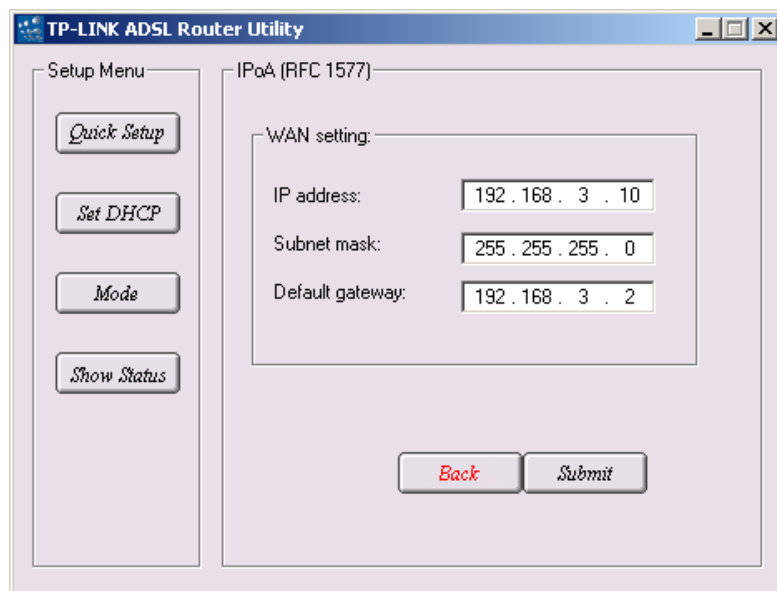 TP-LINK ADSL Router Utility
Setup Menu
Quick Setup
Set DHCP
Mode
Show Status
IPoA (RFC 1577)
WAN setting:
IP address: 192 . 168 . 3 . 10
Subnet mask: 255 . 255 . 255 . 0
Default gateway: 192 . 168 . 3 . 2
Back Submit